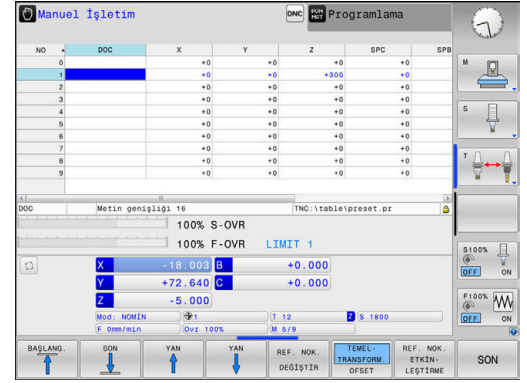 Manuel İşletim
DNC
PGM MGT
Programlama
NO DOC X Y Z SPC SPB
0 +0 +0 +0 +0
1 +0 +0 +300 +0
2 +0 +0 +0 +0
3 +0 +0 +0 +0
4 +0 +0 +0 +0
5 +0 +0 +0 +0
6 +0 +0 +0 +0
7 +0 +0 +0 +0
8 +0 +0 +0 +0
9 +0 +0 +0 +0
DOC Metin genişliği 16 TNC:\table\preset.pr
100% S-OVR
100% F-OVR LIMIT 1
X -18.003 B +0.000
Y +72.640 C +0.000
Z -5.000
Mod: NOMİN 1 T 12 Z S 1800
F 0mm/min Ovr 100% M 5/9
M
S
T
S100%
OFF ON
F100%
OFF ON
BAŞLANG.
SON
YAN
YAN
REF. NOK.
DEĞİŞTİR
TEMEL-
TRANSFORM.
OFSET
REF. NOK.
ETKİN-
LEŞTİRME
SON